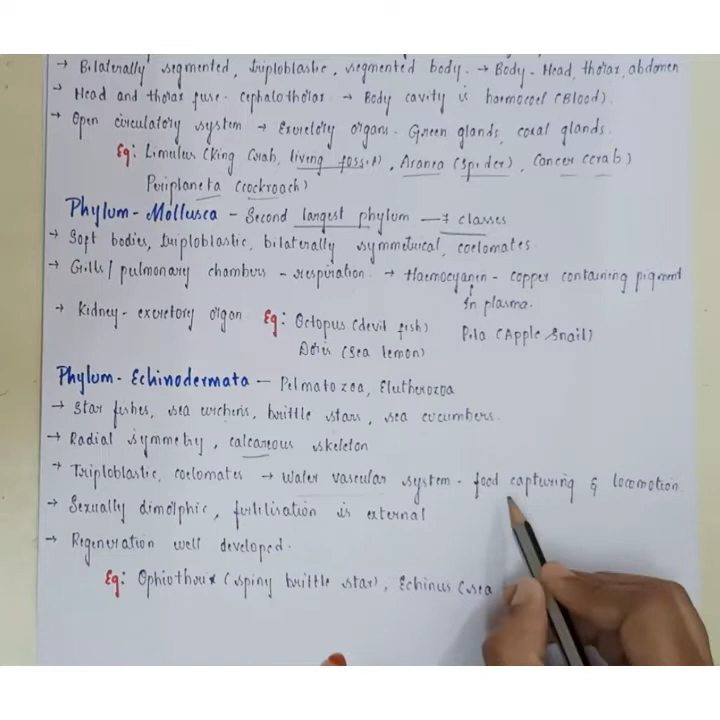 → Bilaterally segmented, triploblastic, segmented body. → Body - Head, thorax, abdomen
→ Head and thorax fuse - cephalothorax → Body cavity is haemocoel (Blood).
→ Open circulatory system → Excretory organs - Green glands, coxal glands.
Eg: Limulus (King Crab, living fossil), Aranea (Spider), Cancer (crab)
Periplaneta (cockroach)
Phylum - Mollusca - Second largest phylum — 7 classes
→ Soft bodies, triploblastic, bilaterally symmetrical, coelomates.
→ Gills / pulmonary chambers - respiration. → Haemocyanin - copper containing pigment
in plasma.
→ Kidney - excretory organ Eg: Octopus (devil fish) Pila (Apple Snail)
Doris (Sea lemon)
Phylum - Echinodermata — Pelmatozoa, Eleutherozoa
→ Star fishes, sea urchins, brittle stars, sea cucumbers.
→ Radial symmetry, calcareous skeleton
→ Triploblastic, coelomates → Water vascular system - food capturing & locomotion.
→ Sexually dimorphic, fertilisation is external
→ Regeneration well developed.
Eg: Ophiothrix (spiny brittle star), Echinus (sea